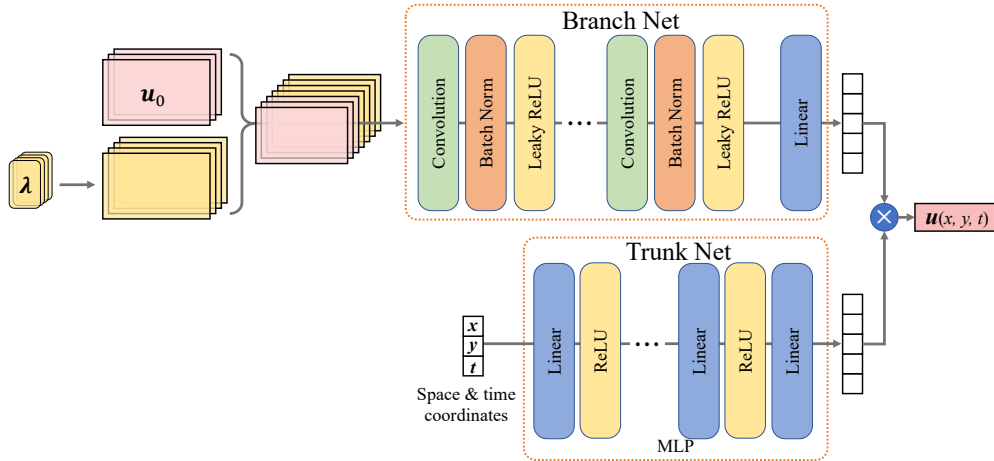 Branch Net
u0
λ
Convolution
Batch Norm
Leaky ReLU
...
Convolution
Batch Norm
Leaky ReLU
Linear
×
u(x, y, t)
Trunk Net
x
y
t
Space & time
coordinates
Linear
ReLU
...
Linear
ReLU
Linear
MLP